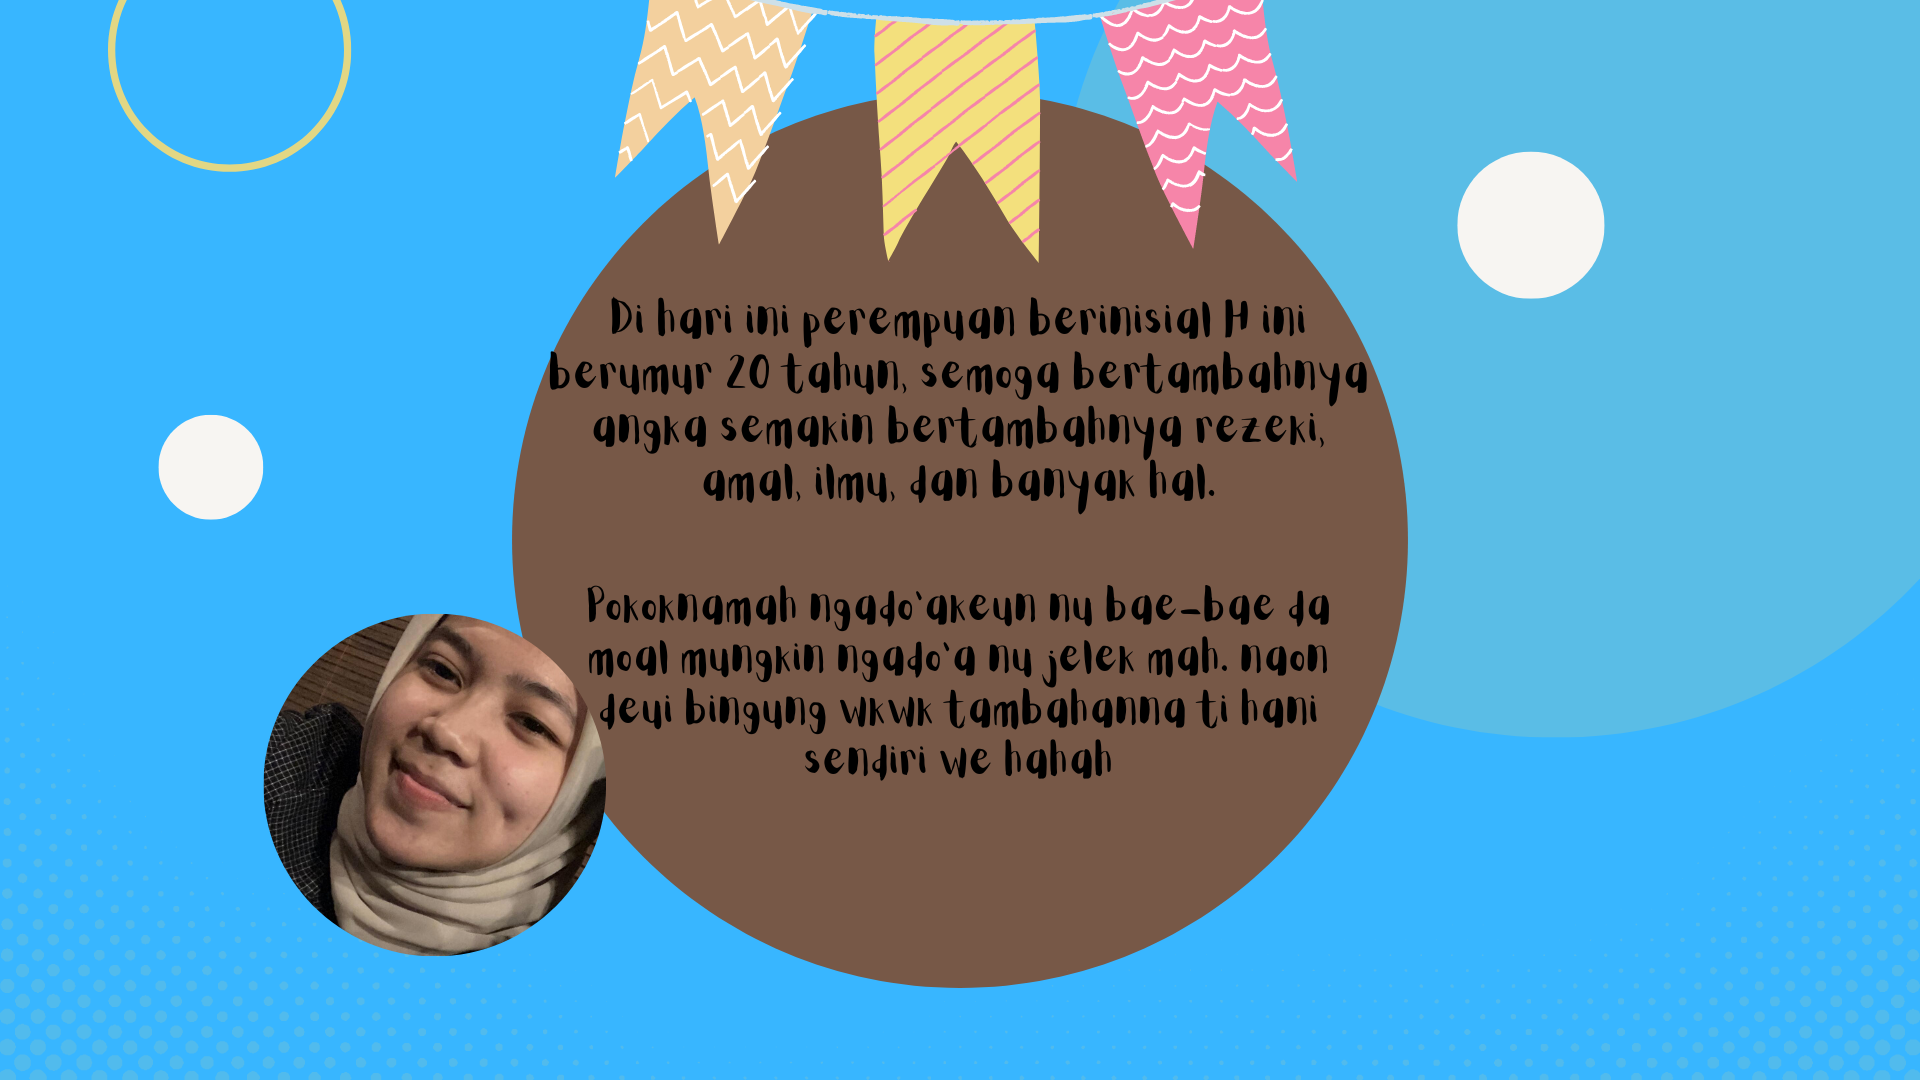 Di hari ini perempuan berinisial H ini
berumur 20 tahun, semoga bertambahnya
angka semakin bertambahnya rezeki,
amal, ilmu, dan banyak hal.
Pokoknamah ngado'akeun nu bae-bae da
moal mungkin ngado'a nu jelek mah. naon
deui bingung wkwk tambahanna ti hani
sendiri we hahah